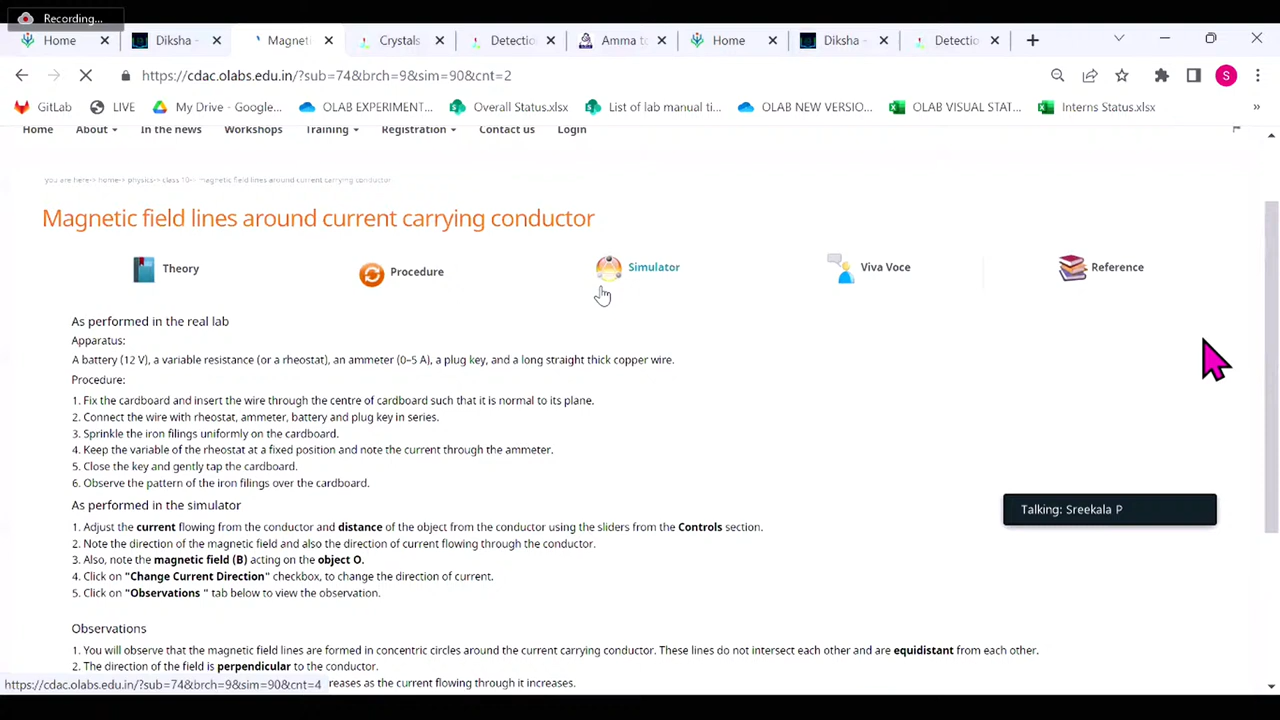 Recording...
Home
Diksha -
Magneti
Crystals
Detectio
Amma to
Home
Diksha -
Detectio
https://cdac.olabs.edu.in/?sub=74&brch=9&sim=90&cnt=2
S
GitLab
LIVE
My Drive - Google...
OLAB EXPERIMENT...
Overall Status.xlsx
List of lab manual ti...
OLAB NEW VERSIO...
OLAB VISUAL STAT...
Interns Status.xlsx
»
Home
About
In the news
Workshops
Training
Registration
Contact us
Login
you are here-> home-> physics-> class 10-> magnetic field lines around current carrying conductor
Magnetic field lines around current carrying conductor
Theory
Procedure
Simulator
Viva Voce
Reference
As performed in the real lab
Apparatus:
A battery (12 V), a variable resistance (or a rheostat), an ammeter (0–5 A), a plug key, and a long straight thick copper wire.
Procedure:
1. Fix the cardboard and insert the wire through the centre of cardboard such that it is normal to its plane.
2. Connect the wire with rheostat, ammeter, battery and plug key in series.
3. Sprinkle the iron filings uniformly on the cardboard.
4. Keep the variable of the rheostat at a fixed position and note the current through the ammeter.
5. Close the key and gently tap the cardboard.
6. Observe the pattern of the iron filings over the cardboard.
As performed in the simulator
Talking: Sreekala P
1. Adjust the current flowing from the conductor and distance of the object from the conductor using the sliders from the Controls section.
2. Note the direction of the magnetic field and also the direction of current flowing through the conductor.
3. Also, note the magnetic field (B) acting on the object O.
4. Click on "Change Current Direction" checkbox, to change the direction of current.
5. Click on "Observations " tab below to view the observation.
Observations
1. You will observe that the magnetic field lines are formed in concentric circles around the current carrying conductor. These lines do not intersect each other and are equidistant from each other.
2. The direction of the field is perpendicular to the conductor.
reases as the current flowing through it increases.
https://cdac.olabs.edu.in/?sub=74&brch=9&sim=90&cnt=4